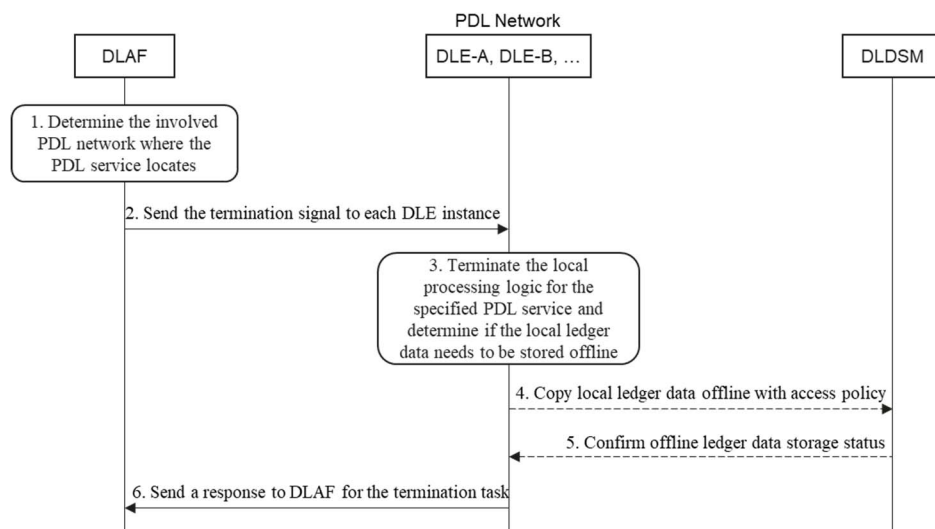 PDL Network
DLAF
DLE-A, DLE-B, ...
DLDSM
1. Determine the involved
PDL network where the
PDL service locates
2. Send the termination signal to each DLE instance
3. Terminate the local
processing logic for the
specified PDL service and
determine if the local ledger
data needs to be stored offline
4. Copy local ledger data offline with access policy
5. Confirm offline ledger data storage status
6. Send a response to DLAF for the termination task